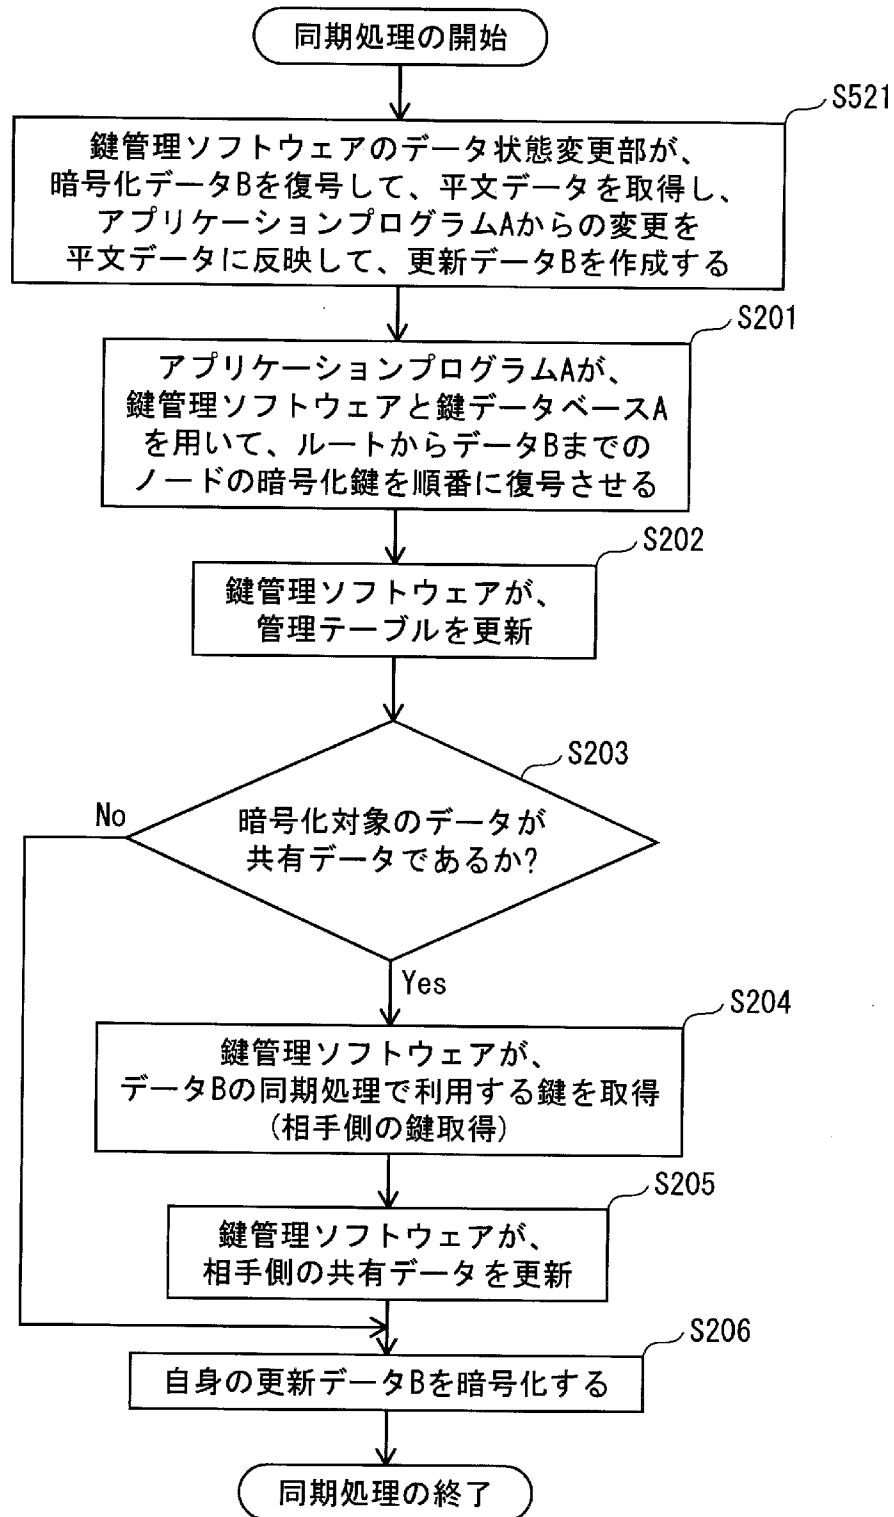 同期処理の開始
S521
鍵管理ソフトウェアのデータ状態変更部が、
暗号化データBを復号して、平文データを取得し、
アプリケーションプログラムAからの変更を
平文データに反映して、更新データBを作成する
S201
アプリケーションプログラムAが、
鍵管理ソフトウェアと鍵データベースA
を用いて、ルートからデータBまでの
ノードの暗号化鍵を順番に復号させる
S202
鍵管理ソフトウェアが、
管理テーブルを更新
S203
暗号化対象のデータが
共有データであるか?
No
Yes
S204
鍵管理ソフトウェアが、
データBの同期処理で利用する鍵を取得
(相手側の鍵取得)
S205
鍵管理ソフトウェアが、
相手側の共有データを更新
S206
自身の更新データBを暗号化する
同期処理の終了